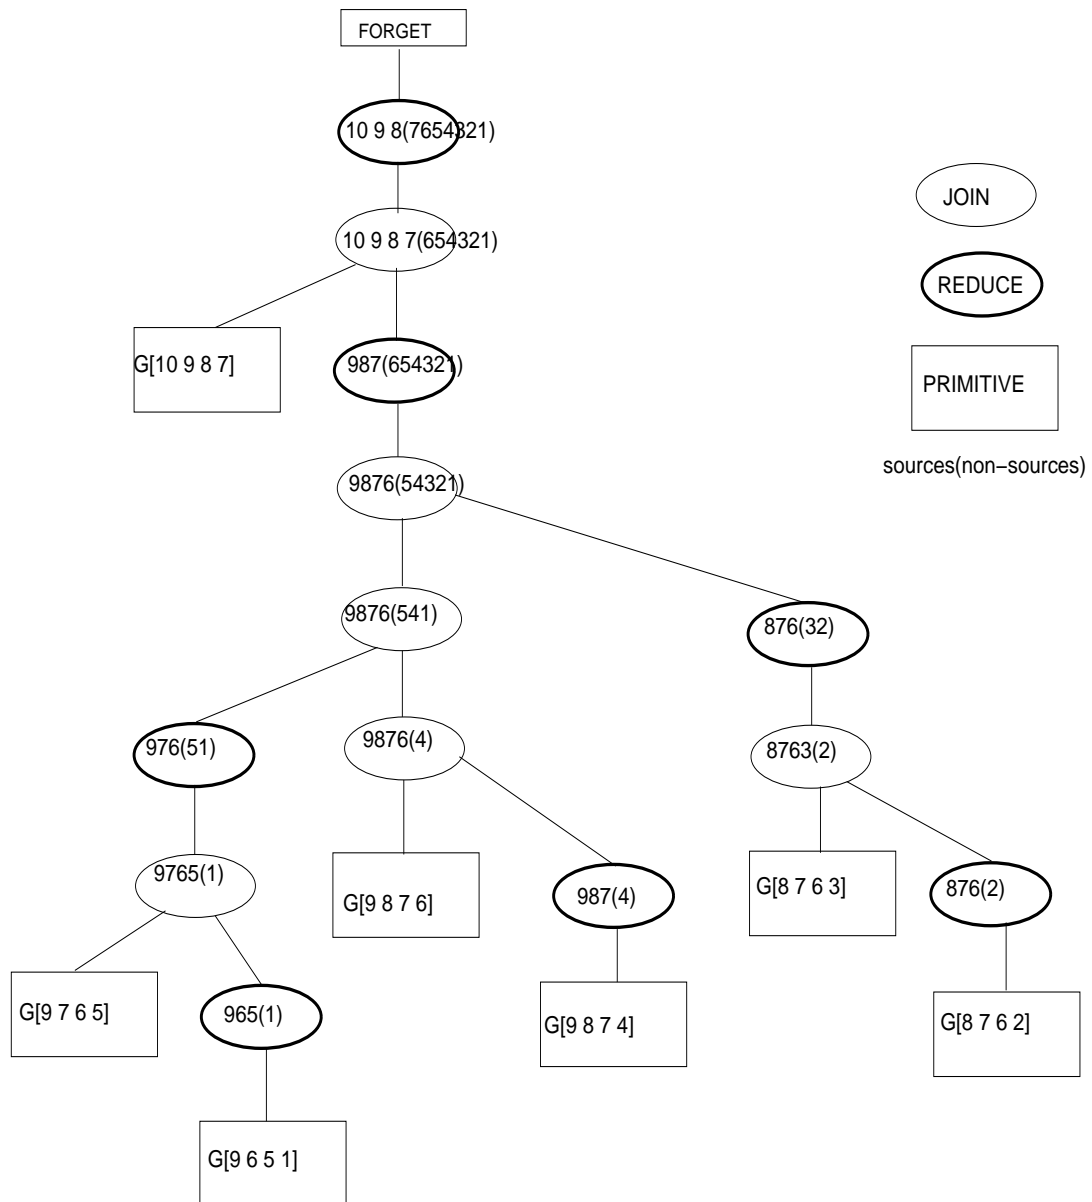 FORGET
10 9 8(7654321)
JOIN
10 9 8 7(654321)
REDUCE
G[10 9 8 7]
987(654321)
PRIMITIVE
sources(non−sources)
9876(54321)
9876(541)
876(32)
976(51)
9876(4)
8763(2)
9765(1)
G[9 8 7 6]
987(4)
G[8 7 6 3]
876(2)
G[9 7 6 5]
965(1)
G[9 8 7 4]
G[8 7 6 2]
G[9 6 5 1]